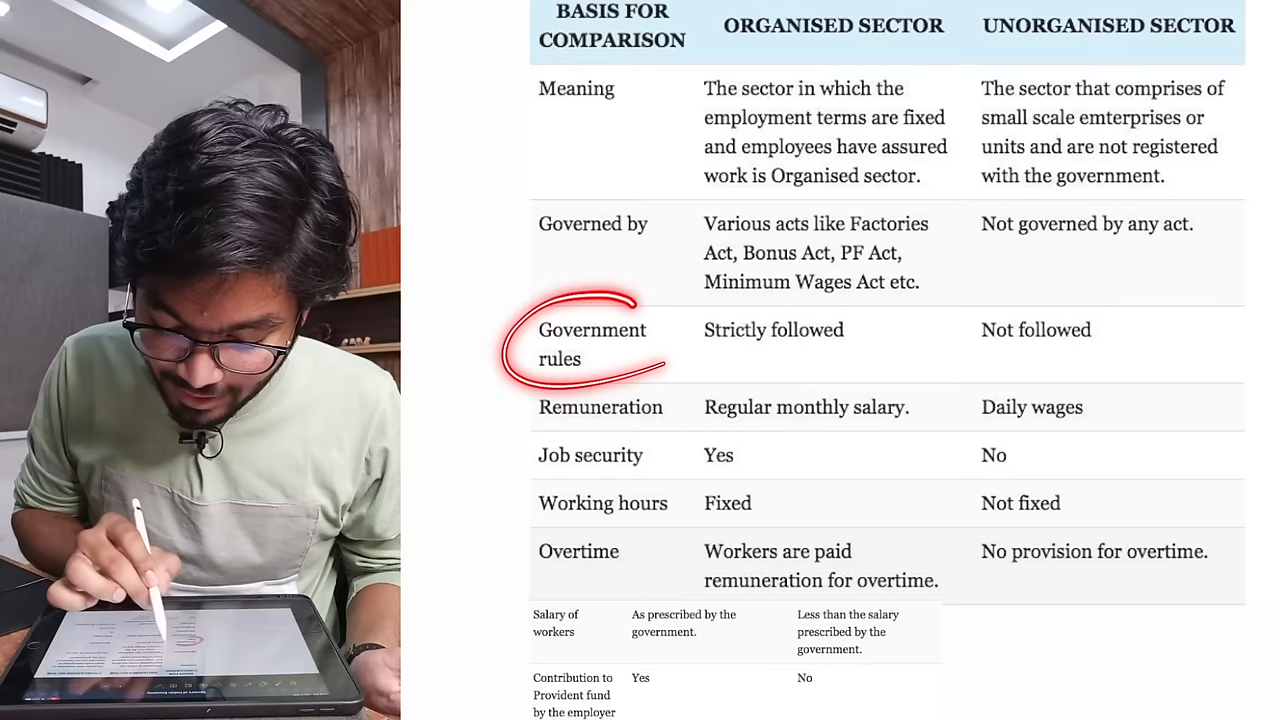 BASIS FOR
COMPARISON
ORGANISED SECTOR
UNORGANISED SECTOR
Meaning
The sector in which the
employment terms are fixed
and employees have assured
work is Organised sector.
The sector that comprises of
small scale emterprises or
units and are not registered
with the government.
Governed by
Various acts like Factories
Act, Bonus Act, PF Act,
Minimum Wages Act etc.
Not governed by any act.
Government
rules
Strictly followed
Not followed
Remuneration
Regular monthly salary.
Daily wages
Job security
Yes
No
Working hours
Fixed
Not fixed
Overtime
Workers are paid
remuneration for overtime.
No provision for overtime.
Salary of
workers
As prescribed by the
government.
Less than the salary
prescribed by the
government.
Contribution to
Provident fund
by the employer
Yes
No